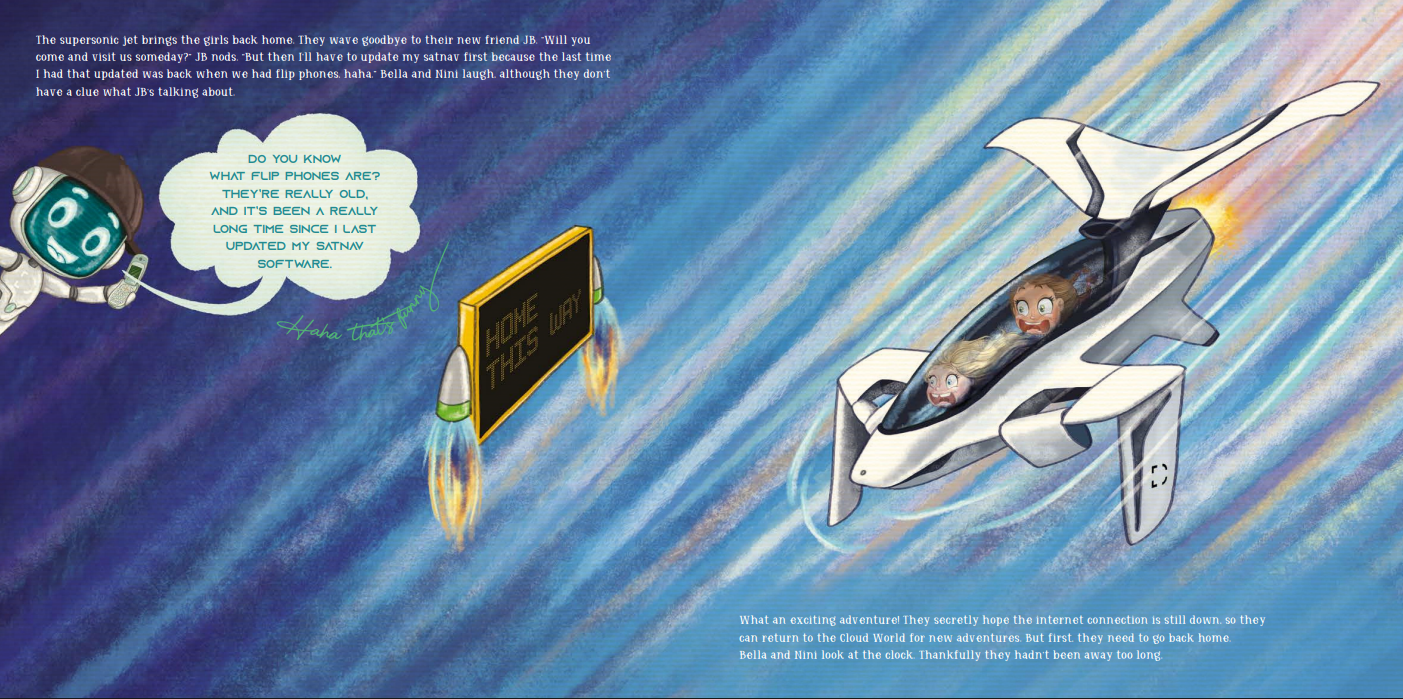 The supersonic jet brings the girls back home. They wave goodbye to their new friend JB. "Will you
come and visit us someday?" JB nods. "But then I'll have to update my satnav first because the last time
I had that updated was back when we had flip phones, haha." Bella and Nini laugh, although they don't
have a clue what JB's talking about.
DO YOU KNOW
WHAT FLIP PHONES ARE?
THEY'RE REALLY OLD,
AND IT'S BEEN A REALLY
LONG TIME SINCE I LAST
UPDATED MY SATNAV
SOFTWARE.
Haha that's funny
HOME
THIS WAY
What an exciting adventure! They secretly hope the internet connection is still down, so they
can return to the Cloud World for new adventures. But first, they need to go back home.
Bella and Nini look at the clock. Thankfully they hadn't been away too long.